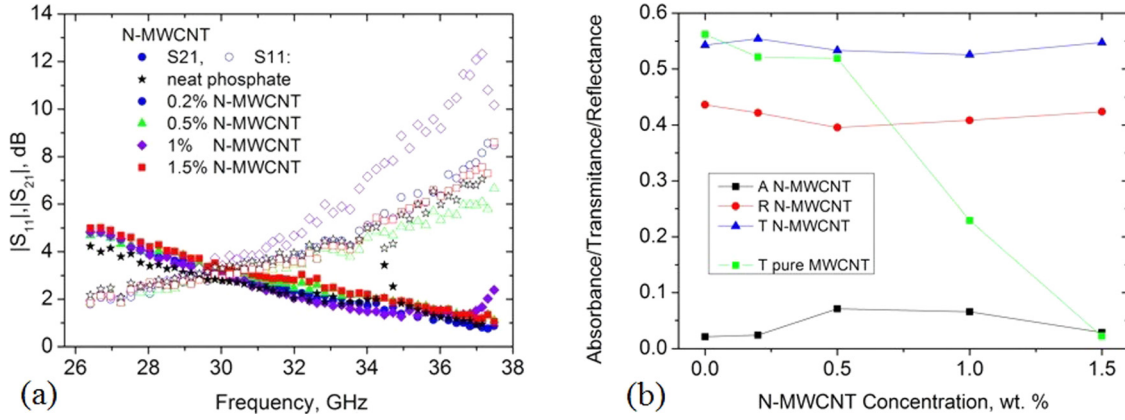 14
12
10
8
6
4
2
0
|S11|,|S21|, dB
N-MWCNT
S21, S11:
neat phosphate
0.2% N-MWCNT
0.5% N-MWCNT
1% N-MWCNT
1.5% N-MWCNT
26 28 30 32 34 36 38
Frequency, GHz
(a)
0.6
0.5
0.4
0.3
0.2
0.1
0.0
Absorbance/Transmitance/Reflectance
A N-MWCNT
R N-MWCNT
T N-MWCNT
T pure MWCNT
0.0 0.5 1.0 1.5
N-MWCNT Concentration, wt. %
(b)